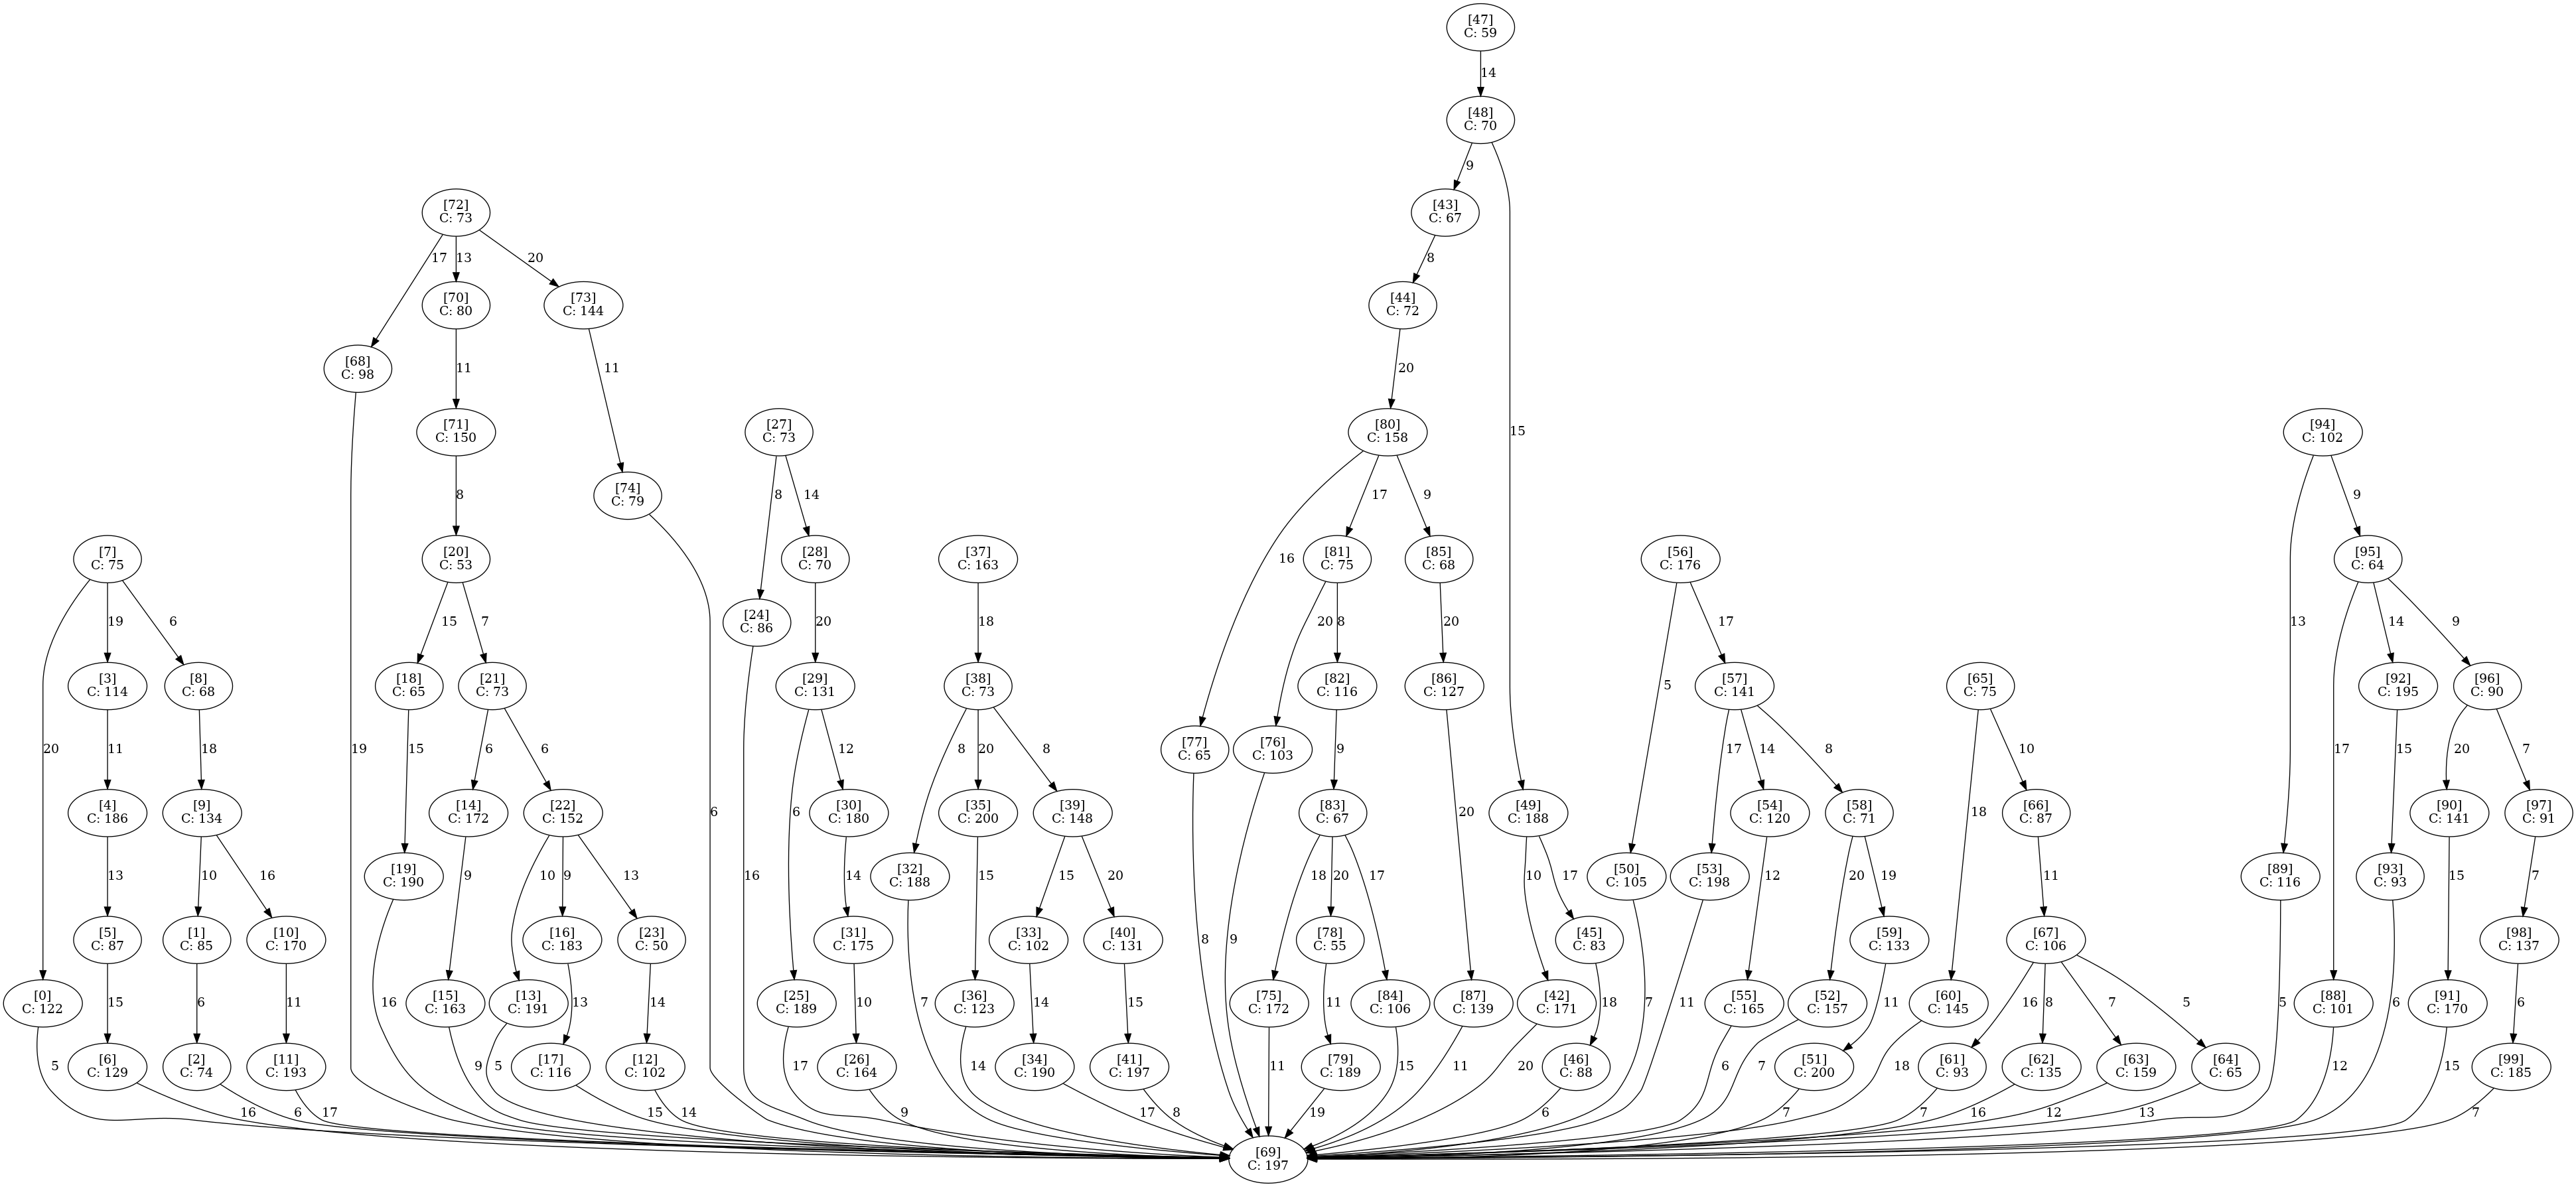 [47]
C: 59
14
[48]
C: 70
9
[72]
C: 73
[43]
C: 67
17
13
20
8
[70]
C: 80
[73]
C: 144
[44]
C: 72
[68]
C: 98
11
11
20
[71]
C: 150
[27]
C: 73
[80]
C: 158
15
[94]
C: 102
[74]
C: 79
8
8
14
17
9
9
[7]
C: 75
[20]
C: 53
[28]
C: 70
[37]
C: 163
16
[81]
C: 75
[85]
C: 68
[56]
C: 176
[95]
C: 64
19
6
15
7
[24]
C: 86
20
18
20
8
20
17
13
14
9
[3]
C: 114
[8]
C: 68
[18]
C: 65
[21]
C: 73
[29]
C: 131
[38]
C: 73
[82]
C: 116
[86]
C: 127
5
[57]
C: 141
[65]
C: 75
[92]
C: 195
[96]
C: 90
20
11
18
19
15
6
6
12
8
20
8
[77]
C: 65
[76]
C: 103
9
17
14
8
10
17
15
20
7
[4]
C: 186
[9]
C: 134
[14]
C: 172
[22]
C: 152
6
6
[30]
C: 180
[35]
C: 200
[39]
C: 148
[83]
C: 67
20
[49]
C: 188
[54]
C: 120
[58]
C: 71
18
[66]
C: 87
[90]
C: 141
[97]
C: 91
13
10
16
[19]
C: 190
9
10
9
13
16
14
[32]
C: 188
15
15
20
18
20
17
10
17
[50]
C: 105
[53]
C: 198
12
20
19
11
[89]
C: 116
[93]
C: 93
15
7
[5]
C: 87
[1]
C: 85
[10]
C: 170
[16]
C: 183
[23]
C: 50
[31]
C: 175
[33]
C: 102
[40]
C: 131
8
9
[78]
C: 55
[45]
C: 83
[59]
C: 133
[67]
C: 106
[98]
C: 137
[0]
C: 122
15
6
11
16
[15]
C: 163
[13]
C: 191
13
14
[25]
C: 189
10
7
[36]
C: 123
14
15
[75]
C: 172
11
[84]
C: 106
[87]
C: 139
[42]
C: 171
18
7
11
[55]
C: 165
[52]
C: 157
11
[60]
C: 145
16
8
7
5
5
[88]
C: 101
6
[91]
C: 170
6
5
[6]
C: 129
[2]
C: 74
[11]
C: 193
9
5
[17]
C: 116
[12]
C: 102
17
[26]
C: 164
14
[34]
C: 190
[41]
C: 197
11
[79]
C: 189
15
11
20
[46]
C: 88
6
7
[51]
C: 200
18
[61]
C: 93
[62]
C: 135
[63]
C: 159
[64]
C: 65
12
15
[99]
C: 185
16
6
17
15
14
9
17
8
19
6
7
7
16
12
13
7
[69]
C: 197